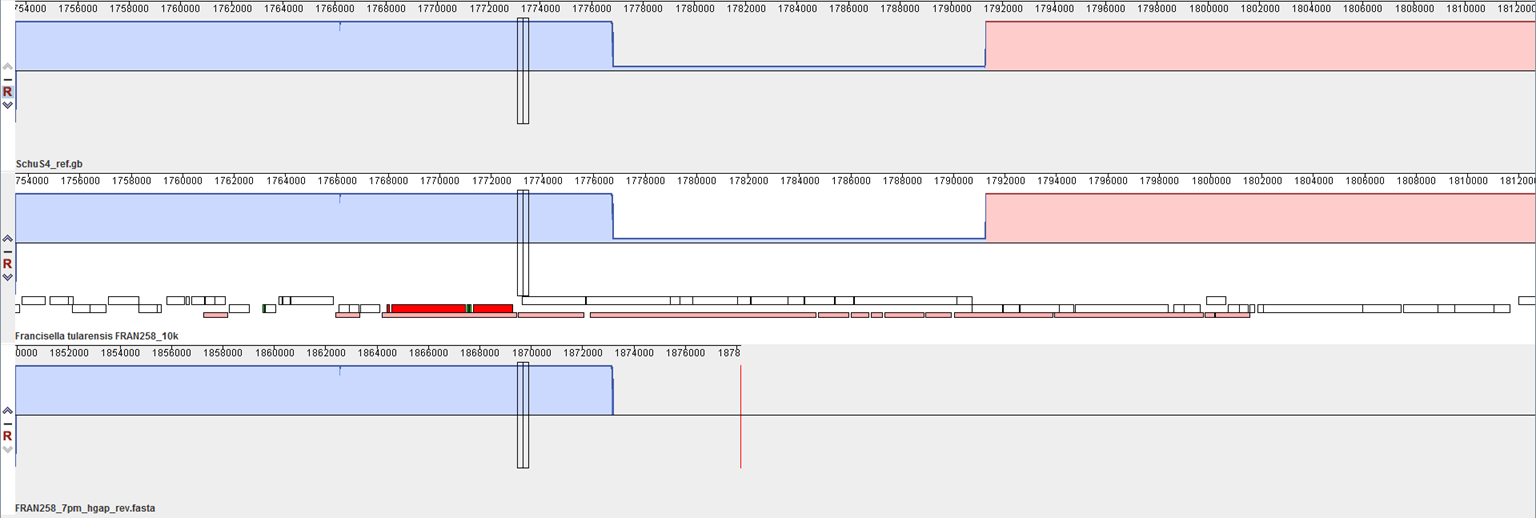 754000 1756000 1758000 1760000 1762000 1764000 1766000 1768000 1770000 1772000 1774000 1776000 1778000 1780000 1782000 1784000 1786000 1788000 1790000 1792000 1794000 1796000 1798000 1800000 1802000 1804000 1806000 1808000 1810000 181200
R
SchuS4_ref.gb
754000 1756000 1758000 1760000 1762000 1764000 1766000 1768000 1770000 1772000 1774000 1776000 1778000 1780000 1782000 1784000 1786000 1788000 1790000 1792000 1794000 1796000 1798000 1800000 1802000 1804000 1806000 1808000 1810000 181200
R
Francisella tularensis FRAN258_10k
0000 1852000 1854000 1856000 1858000 1860000 1862000 1864000 1866000 1868000 1870000 1872000 1874000 1876000 1878
R
FRAN258_7pm_hgap_rev.fasta